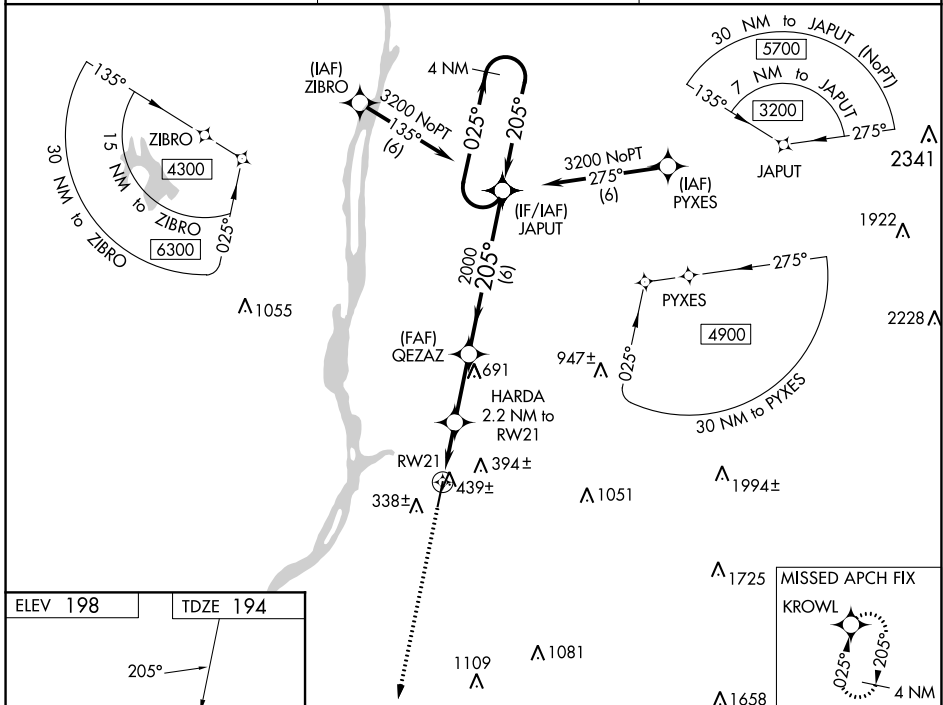 135°
ZIBRO
4300
15 NM to ZIBRO
6300
30 NM to ZIBRO
025°
(IAF)
ZIBRO
3200 NoPT
135°
(6)
4 NM
025°
205°
3200 NoPT
275°
(6)
(IAF)
PYXES
(IF/IAF)
JAPUT
30 NM to JAPUT (NoPT)
5700
7 NM to JAPUT
3200
135°
275°
JAPUT
2341
1922
2228
2000
205°
(6)
1055
(FAF)
QEZAZ
691
947±
HARDA
2.2 NM to
RW21
RW21
394±
439±
338±
1051
275°
PYXES
4900
025°
30 NM to PYXES
1994±
1725
1081
1109
1658
ELEV 198
TDZE 194
205°
MISSED APCH FIX
KROWL
025°
205°
4 NM